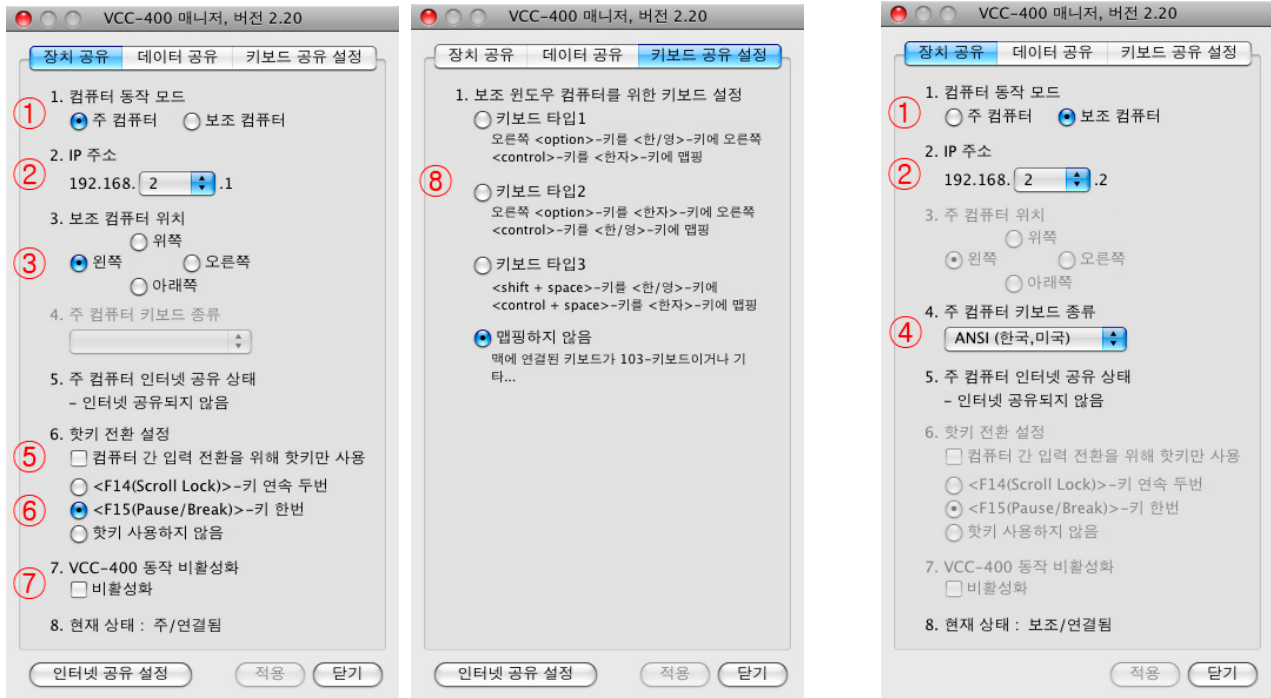 VCC-400 매니저, 버전 2.20
장치 공유 데이터 공유 키보드 공유 설정
① 1. 컴퓨터 동작 모드
주 컴퓨터 보조 컴퓨터
② 2. IP 주소
192.168. 2 .1
3. 보조 컴퓨터 위치
위쪽
③ 왼쪽 오른쪽
아래쪽
4. 주 컴퓨터 키보드 종류
5. 주 컴퓨터 인터넷 공유 상태
- 인터넷 공유되지 않음
6. 핫키 전환 설정
⑤ 컴퓨터 간 입력 전환을 위해 핫키만 사용
<F14(Scroll Lock)>-키 연속 두번
⑥ <F15(Pause/Break)>-키 한번
핫키 사용하지 않음
7. VCC-400 동작 비활성화
⑦ 비활성화
8. 현재 상태 : 주/연결됨
인터넷 공유 설정 적용 닫기
VCC-400 매니저, 버전 2.20
장치 공유 데이터 공유 키보드 공유 설정
1. 보조 윈도우 컴퓨터를 위한 키보드 설정
키보드 타입1
오른쪽 <option>-키를 <한/영>-키에 오른쪽
<control>-키를 <한자>-키에 맵핑
⑧ 키보드 타입2
오른쪽 <option>-키를 <한자>-키에 오른쪽
<control>-키를 <한/영>-키에 맵핑
키보드 타입3
<shift + space>-키를 <한/영>-키에
<control + space>-키를 <한자>-키에 맵핑
맵핑하지 않음
맥에 연결된 키보드가 103-키보드이거나 기
타...
인터넷 공유 설정 적용 닫기
VCC-400 매니저, 버전 2.20
장치 공유 데이터 공유 키보드 공유 설정
① 1. 컴퓨터 동작 모드
주 컴퓨터 보조 컴퓨터
② 2. IP 주소
192.168. 2 .2
3. 주 컴퓨터 위치
위쪽
왼쪽 오른쪽
아래쪽
4. 주 컴퓨터 키보드 종류
④ ANSI (한국,미국)
5. 주 컴퓨터 인터넷 공유 상태
- 인터넷 공유되지 않음
6. 핫키 전환 설정
컴퓨터 간 입력 전환을 위해 핫키만 사용
<F14(Scroll Lock)>-키 연속 두번
<F15(Pause/Break)>-키 한번
핫키 사용하지 않음
7. VCC-400 동작 비활성화
비활성화
8. 현재 상태 : 보조/연결됨
적용 닫기